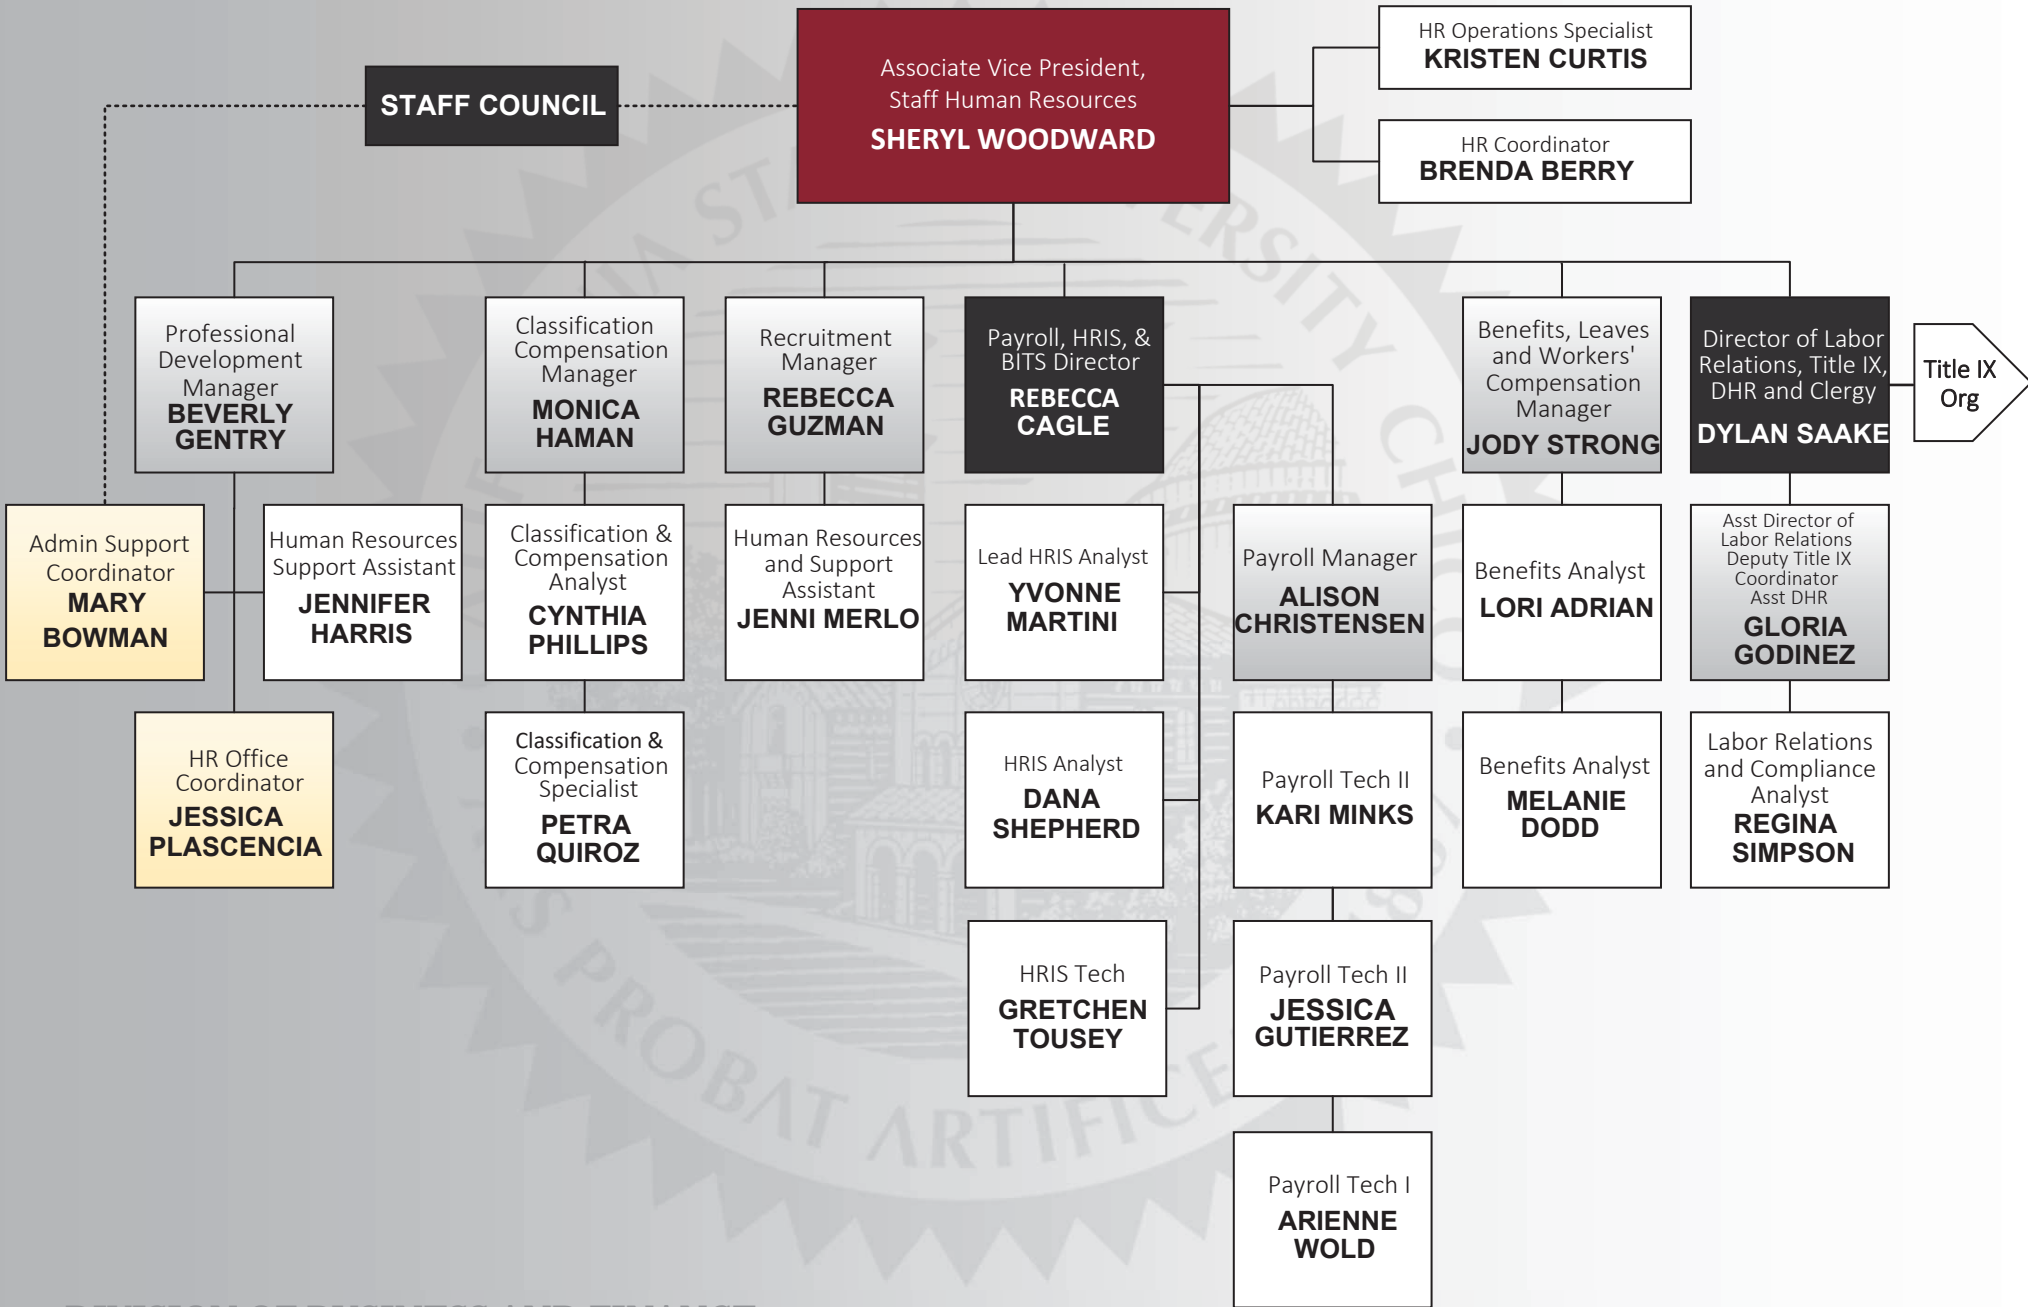 HR Operations Specialist
KRISTEN CURTIS
Associate Vice President,
Staff Human Resources
SHERYL WOODWARD
STAFF COUNCIL
HR Coordinator
BRENDA BERRY
Professional
Development
Manager
BEVERLY
GENTRY
Classification
Compensation
Manager
MONICA
HAMAN
Recruitment
Manager
REBECCA
GUZMAN
Payroll, HRIS, &
BITS Director
REBECCA
CAGLE
Benefits, Leaves
and Workers'
Compensation
Manager
JODY STRONG
Director of Labor
Relations, Title IX,
DHR and Clergy
DYLAN SAAKE
Title IX
Org
Admin Support
Coordinator
MARY
BOWMAN
Human Resources
Support Assistant
JENNIFER
HARRIS
Classification &
Compensation
Analyst
CYNTHIA
PHILLIPS
Human Resources
and Support
Assistant
JENNI MERLO
Lead HRIS Analyst
YVONNE
MARTINI
Payroll Manager
ALISON
CHRISTENSEN
Benefits Analyst
LORI ADRIAN
Asst Director of
Labor Relations
Deputy Title IX
Coordinator
Asst DHR
GLORIA
GODINEZ
HR Office
Coordinator
JESSICA
PLASCENCIA
Classification &
Compensation
Specialist
PETRA
QUIROZ
HRIS Analyst
DANA
SHEPHERD
Payroll Tech II
KARI MINKS
Benefits Analyst
MELANIE
DODD
Labor Relations
and Compliance
Analyst
REGINA
SIMPSON
HRIS Tech
GRETCHEN
TOUSEY
Payroll Tech II
JESSICA
GUTIERREZ
Payroll Tech I
ARIENNE
WOLD
CHICO
PROBAT ARTIFICE
DIVISION OF BUSINESS AND FINANCE